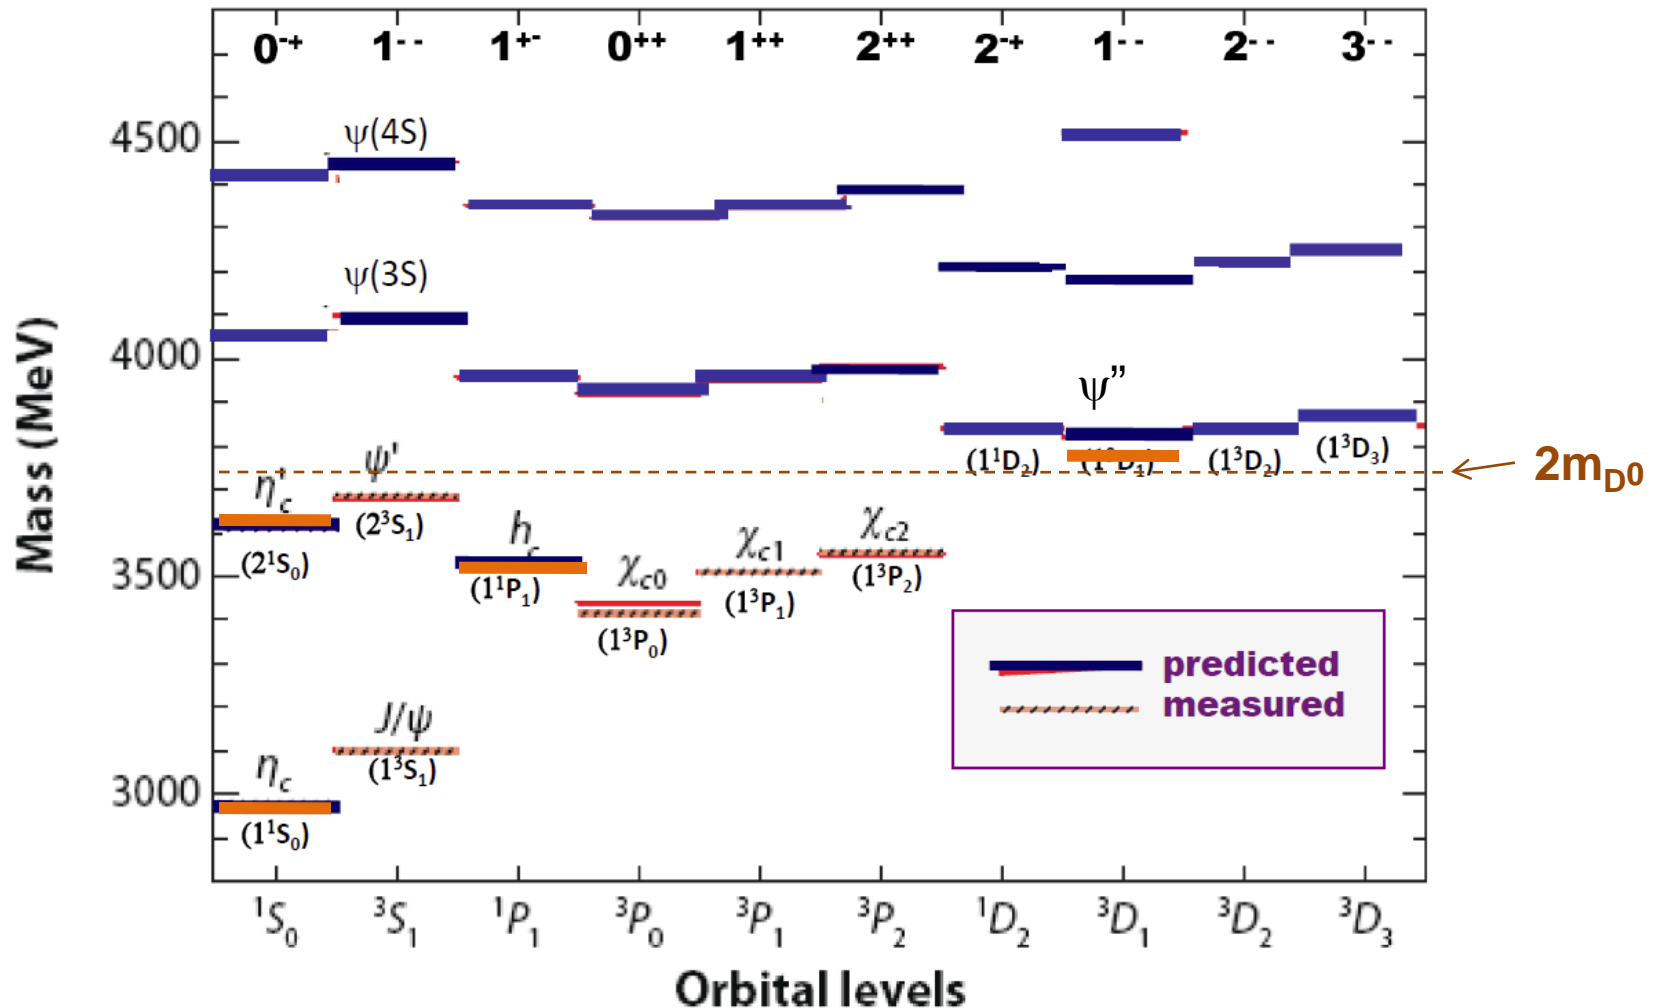 0⁻⁺ 1⁻⁻ 1⁺⁻ 0⁺⁺ 1⁺⁺ 2⁺⁺ 2⁻⁺ 1⁻⁻ 2⁻⁻ 3⁻⁻
ψ(4S)
4500
ψ(3S)
4000
ψ”
(1¹D₂) (1³D₁) (1³D₂) (1³D₃)
2m_D0
ψ'
η'c
(2³S₁)
(2¹S₀)
hc
χc0
χc1
χc2
3500
(1¹P₁)
(1³P₀)
(1³P₁)
(1³P₂)
predicted
measured
J/ψ
(1³S₁)
ηc
3000
(1¹S₀)
Mass (MeV)
¹S₀ ³S₁ ¹P₁ ³P₀ ³P₁ ³P₂ ¹D₂ ³D₁ ³D₂ ³D₃
Orbital levels